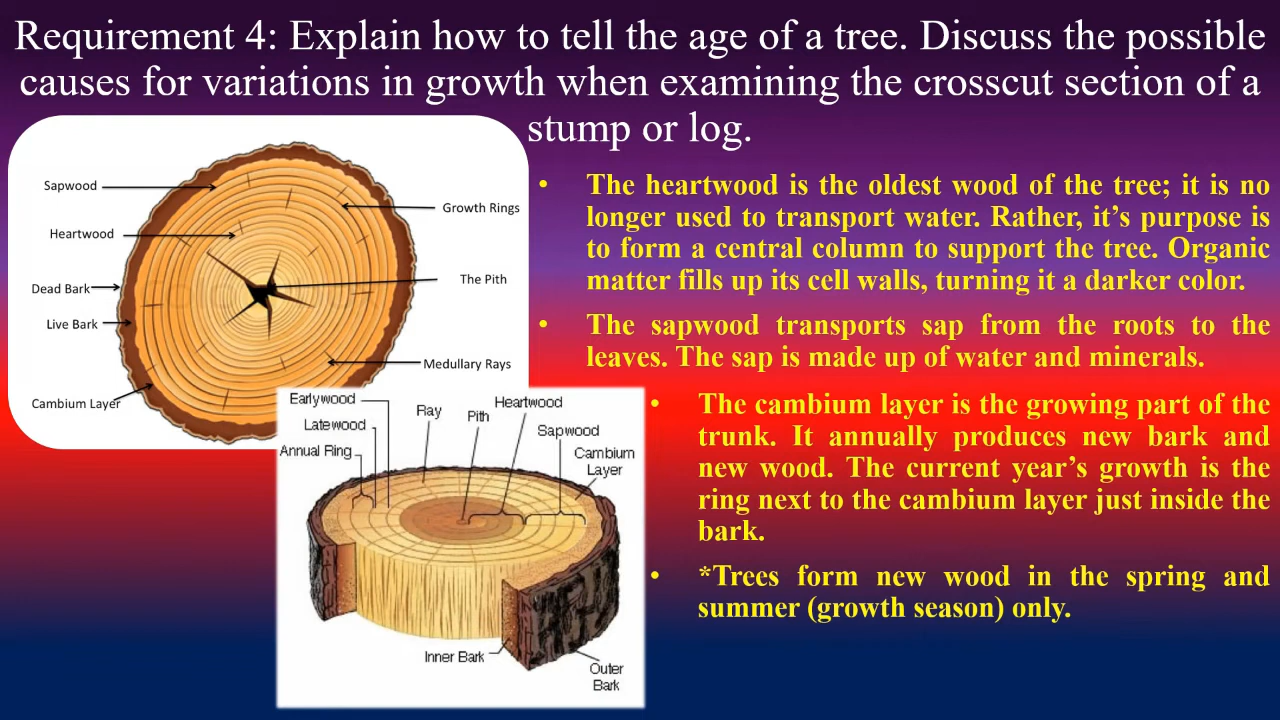 Requirement 4: Explain how to tell the age of a tree. Discuss the possible
causes for variations in growth when examining the crosscut section of a
stump or log.
Sapwood
Growth Rings
Heartwood
The Pith
Dead Bark
Live Bark
Medullary Rays
Cambium Layer
• The heartwood is the oldest wood of the tree; it is no
longer used to transport water. Rather, it’s purpose is
to form a central column to support the tree. Organic
matter fills up its cell walls, turning it a darker color.
• The sapwood transports sap from the roots to the
leaves. The sap is made up of water and minerals.
• The cambium layer is the growing part of the
trunk. It annually produces new bark and
new wood. The current year’s growth is the
ring next to the cambium layer just inside the
bark.
• *Trees form new wood in the spring and
summer (growth season) only.
Earlywood
Latewood
Annual Ring
Ray
Pith
Heartwood
Sapwood
Cambium
Layer
Inner Bark
Outer
Bark